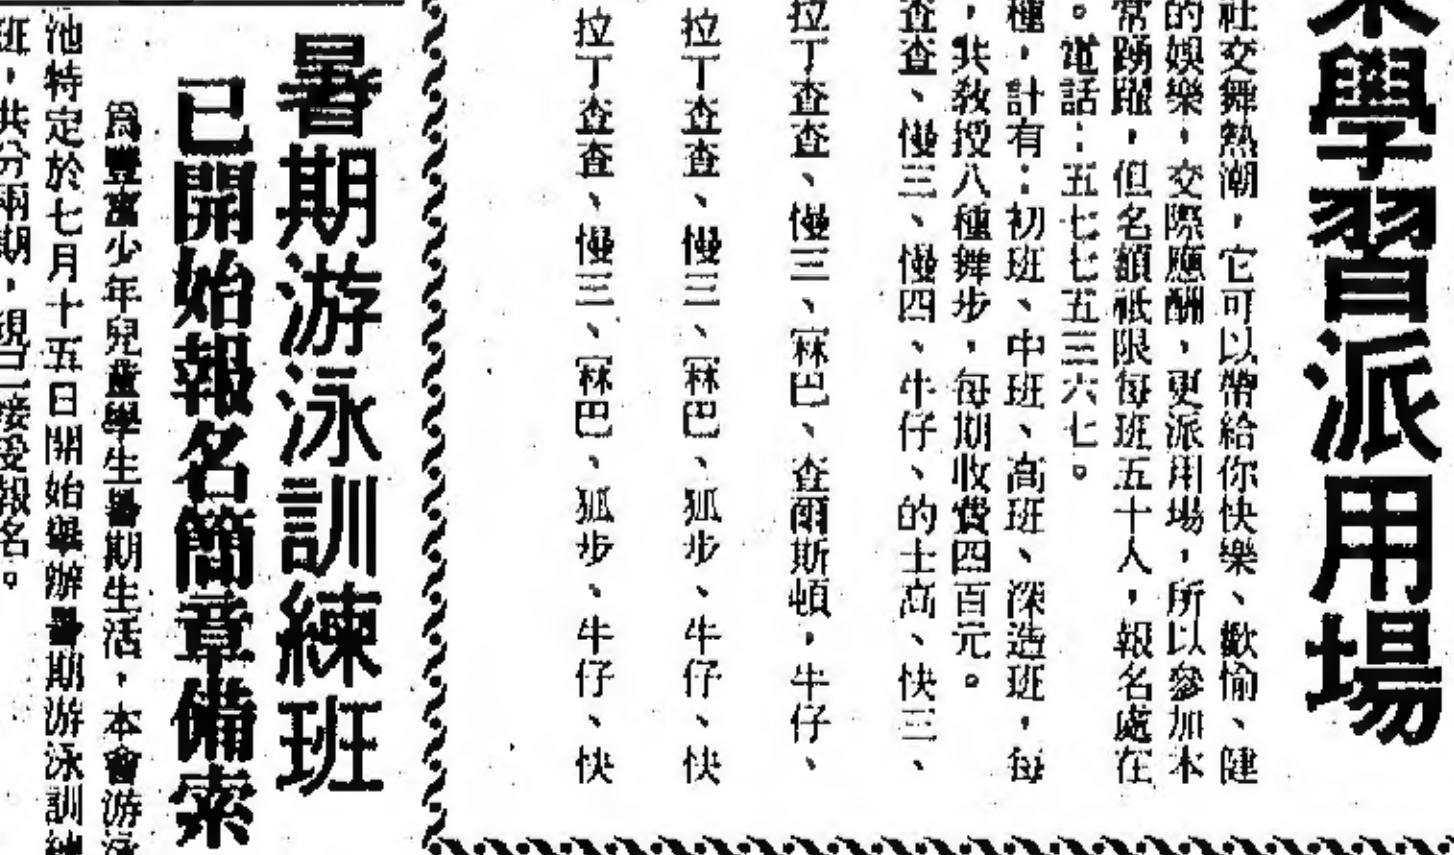 學習派用場
社交舞熱潮，它可以帶給你快樂、歡愉、健
的娛樂，交際應酬，更派用場，所以參加本
常踴躍，但名額祇限每班五十人，報名處在
。電話：五七七五三六七。
種，計有：初班、中班、高班、深造班，每
，共教授八種舞步，每期收費四百元。
查查、慢三、慢四、牛仔、的士高、快三、
拉丁查查、慢三、冧巴、查爾斯頓，牛仔、
拉丁查查、慢三、冧巴、狐步、牛仔、快
拉丁查查、慢三、冧巴、狐步、牛仔、快
暑期游泳訓練班
已開始報名簡章備索
爲豐富少年兒童學生暑期生活，本會游泳
池特定於七月十五日開始舉辦暑期游泳訓練
班，共分兩期，現已接受報名。